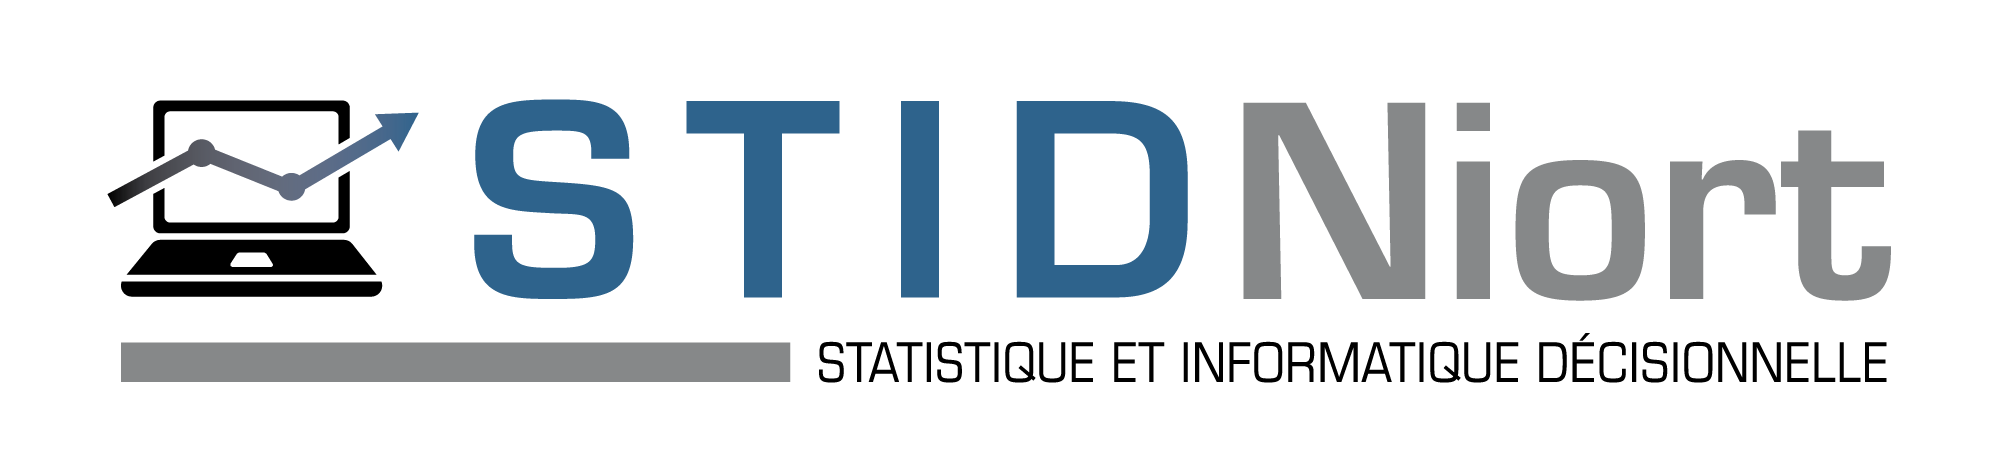 STIDNiort
STATISTIQUE ET INFORMATIQUE DÉCISIONNELLE